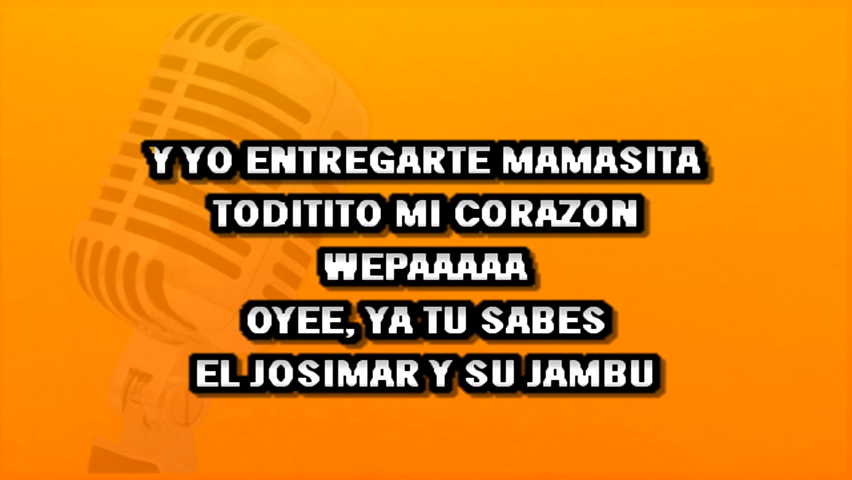 Y YO ENTREGARTE MAMASITA
TODITITO MI CORAZON
WEPAAAAA
OYEE, YA TU SABES
EL JOSIMAR Y SU JAMBU